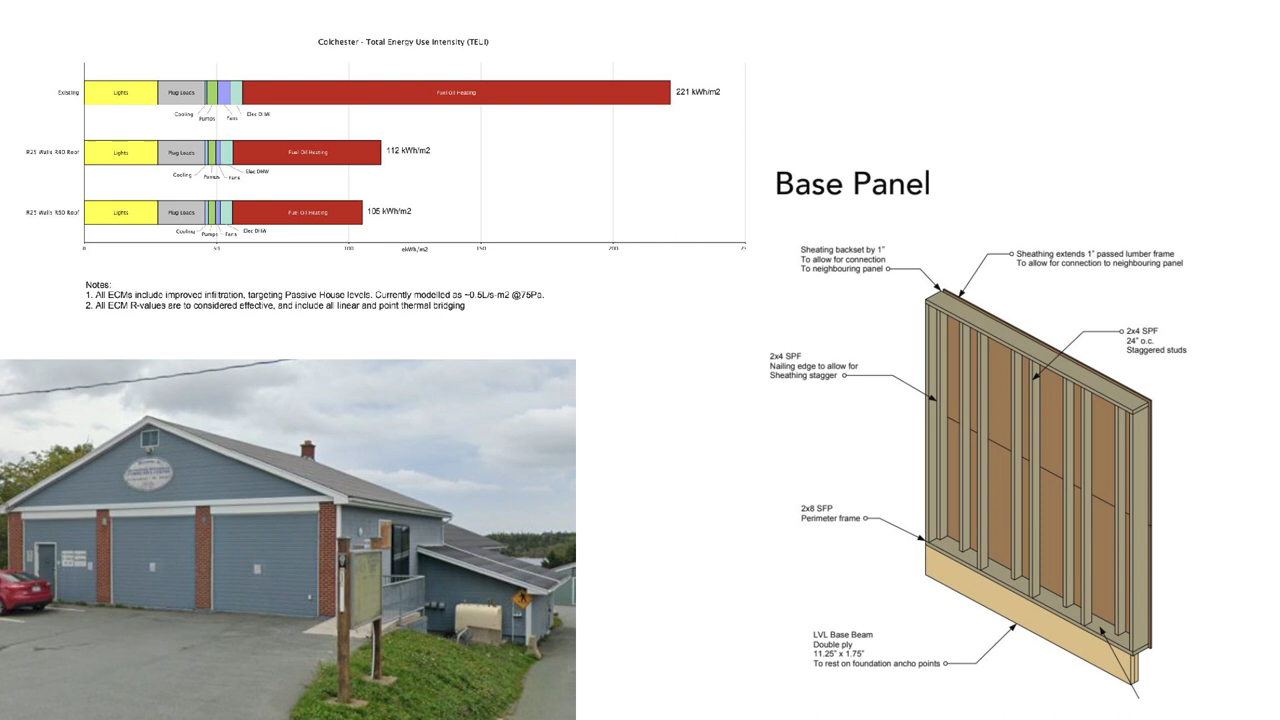 Colchester - Total Energy Use Intensity (TEUI)
Existing
Lights
Plug Loads
Fuel Oil Heating
221 kWh/m2
Cooling
Pumps
Fans
Elec DHW
R25 Walls R40 Roof
Lights
Plug Loads
Fuel Oil Heating
112 kWh/m2
Cooling
Pumps
Fans
Elec DHW
R25 Walls R60 Roof
Lights
Plug Loads
Fuel Oil Heating
105 kWh/m2
Cooling
Pumps
Fans
Elec DHW
0
50
100
ekWh/m2
150
200
Notes:
1. All ECMs include improved infiltration, targeting Passive House levels. Currently modelled as ~0.5L/s-m2 @75Pa.
2. All ECM R-values are to considered effective, and include all linear and point thermal bridging
Base Panel
Sheating backset by 1"
To allow for connection
To neighbouring panel
Sheathing extends 1" passed lumber frame
To allow for connection to neighbouring panel
2x4 SPF
24" o.c.
Staggered studs
2x4 SPF
Nailing edge to allow for
Sheathing stagger
2x8 SFP
Perimeter frame
LVL Base Beam
Double ply
11.25" x 1.75"
To rest on foundation ancho points